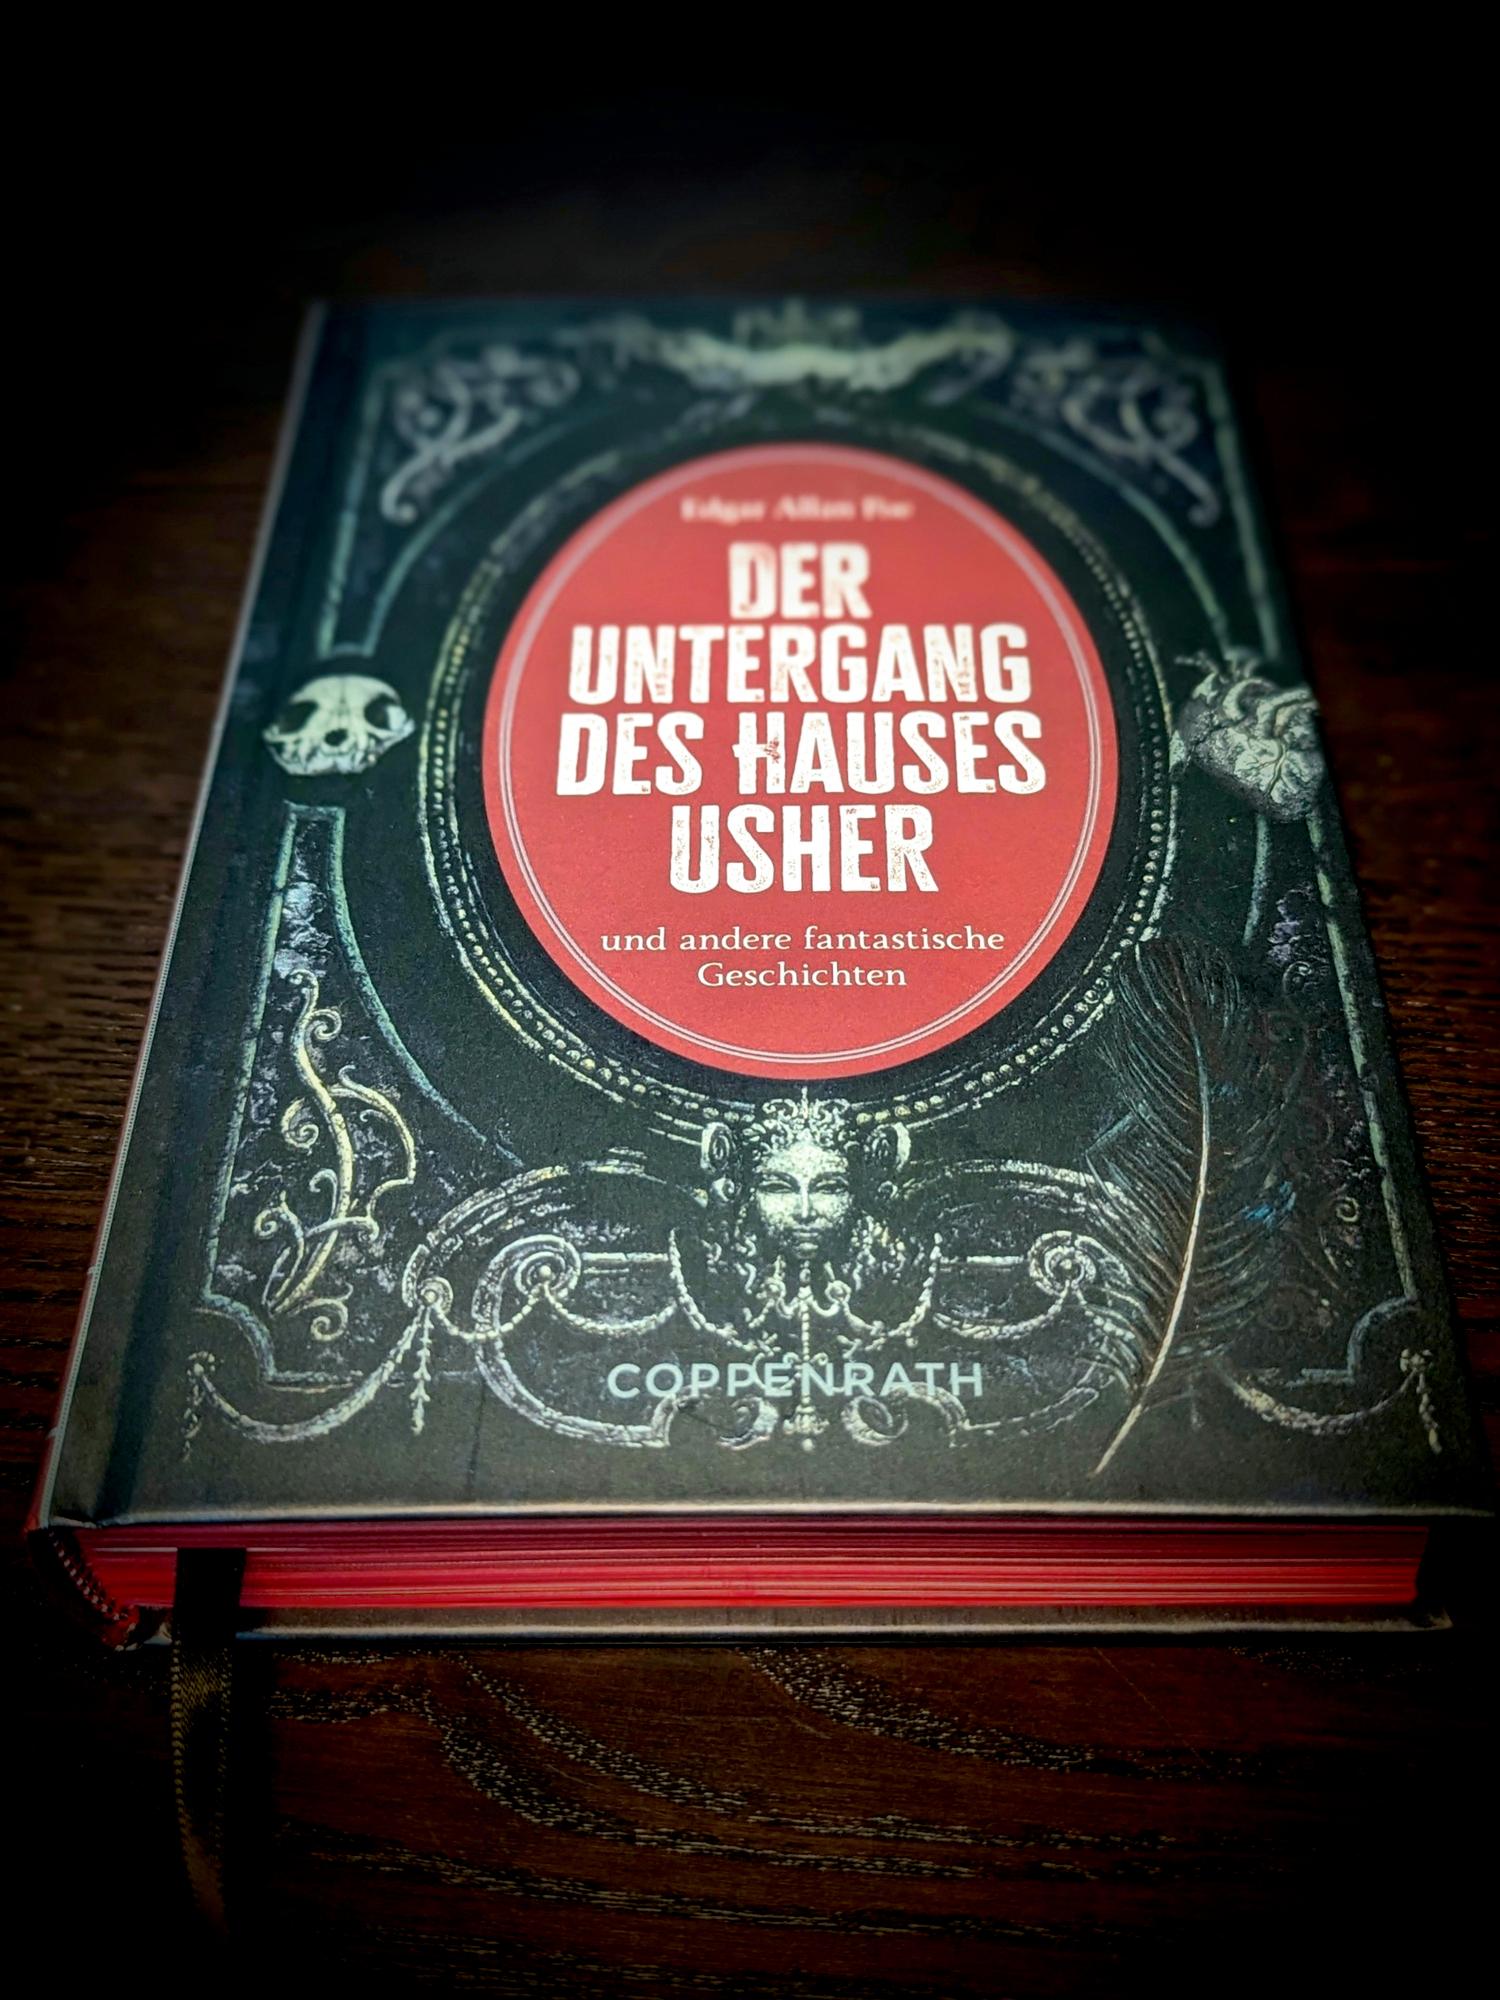 Edgar Allan Poe
DER
UNTERGANG
DES HAUSES
USHER
und andere fantastische
Geschichten
COPPENRATH